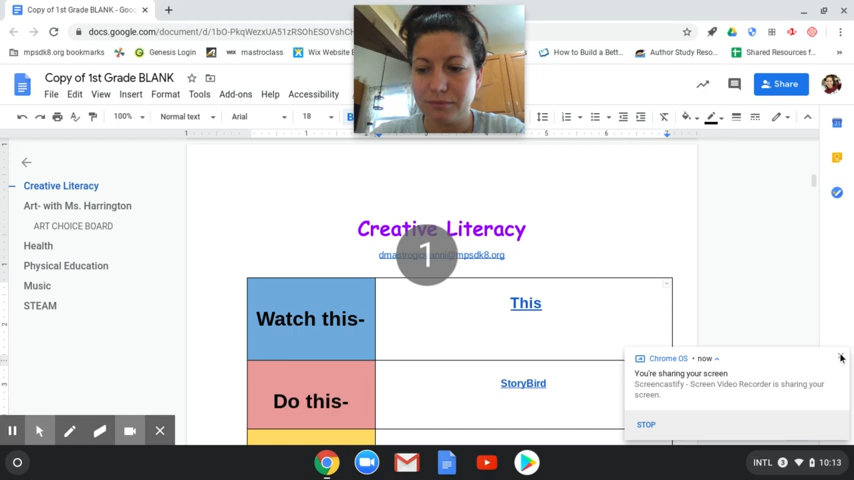 Copy of 1st Grade BLANK - Goo
docs.google.com/document/d/1bO-PkqWezxUA51zRSOhESOVshCH
mpsdk8.org bookmarks
Genesis Login
mastroclass
Wix Website E
How to Build a Bett...
Author Study Reso...
Shared Resources f...
Copy of 1st Grade BLANK
File Edit View Insert Format Tools Add-ons Help Accessibility
Share
100% Normal text Arial 18 B
Creative Literacy
Art- with Ms. Harrington
ART CHOICE BOARD
Health
Physical Education
Music
STEAM
Creative Literacy
1
Watch this-
This
Do this-
StoryBird
Chrome OS • now
You're sharing your screen
Screencastify - Screen Video Recorder is sharing your
screen.
STOP
INTL 3 10:13